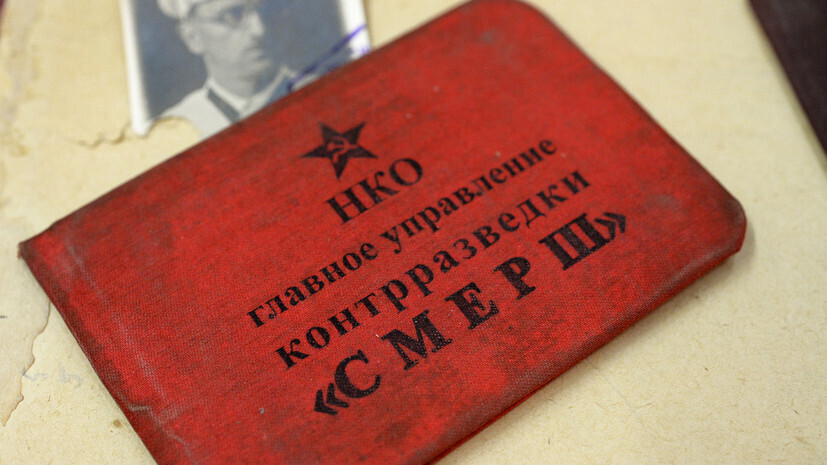 НКО
главное управление
контрразведки
«СМЕРШ»